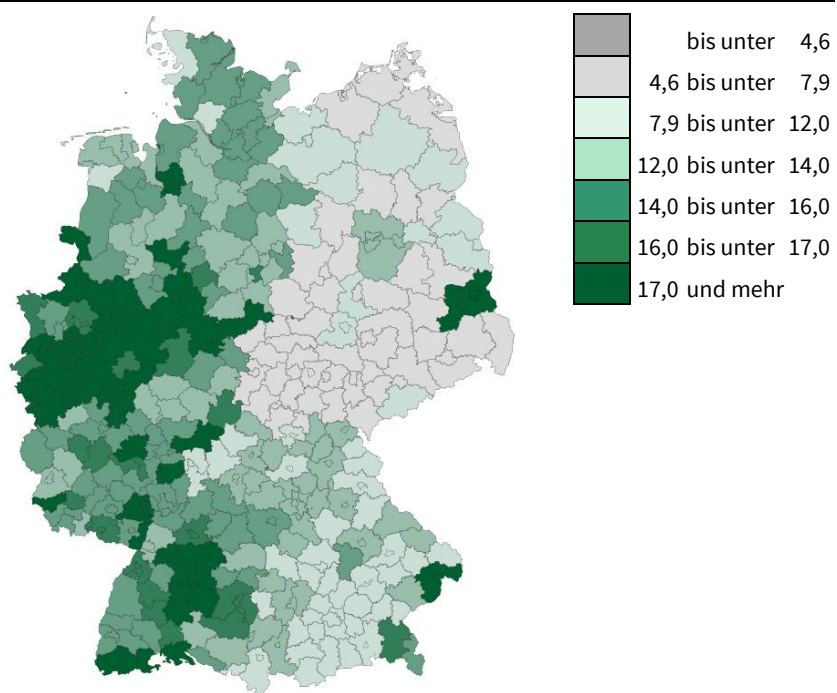 bis unter 4,6
4,6 bis unter 7,9
7,9 bis unter 12,0
12,0 bis unter 14,0
14,0 bis unter 16,0
16,0 bis unter 17,0
17,0 und mehr